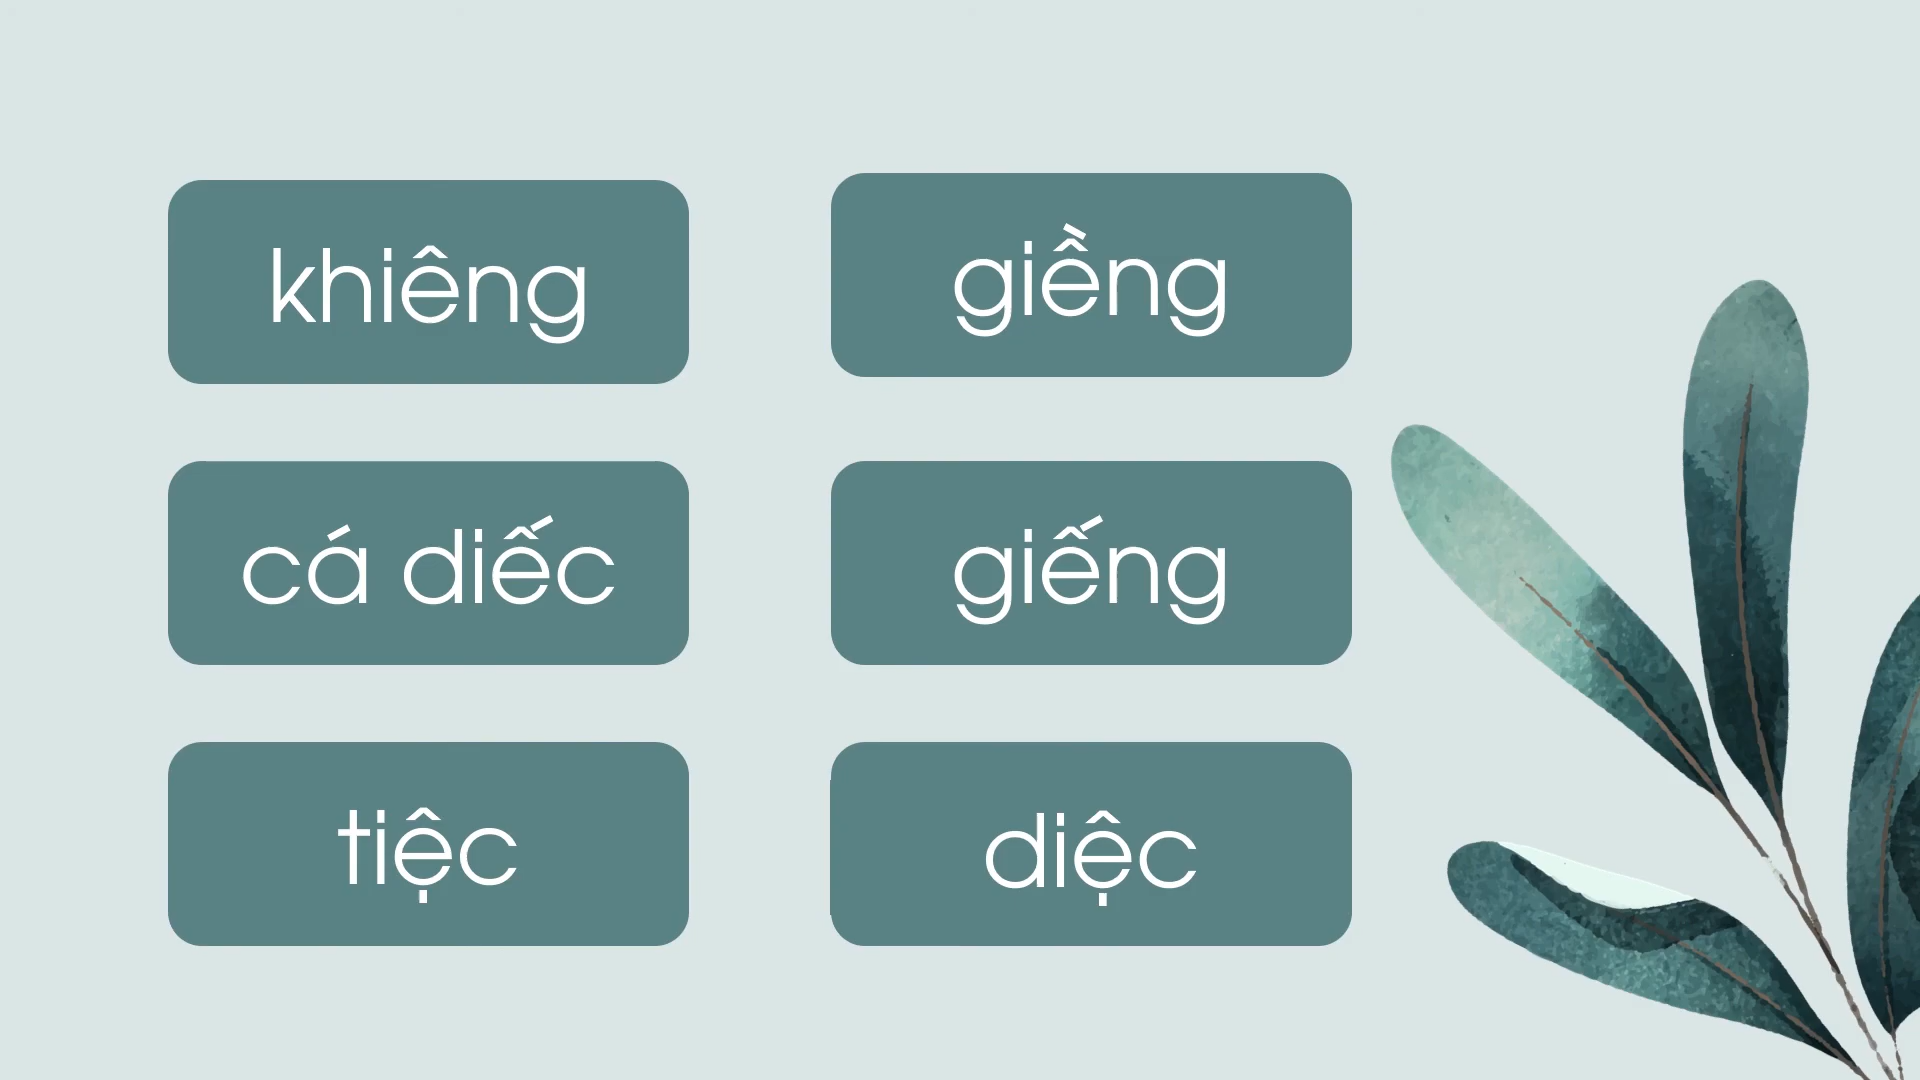 khiêng
giềng
cá diếc
giếng
tiệc
diệc